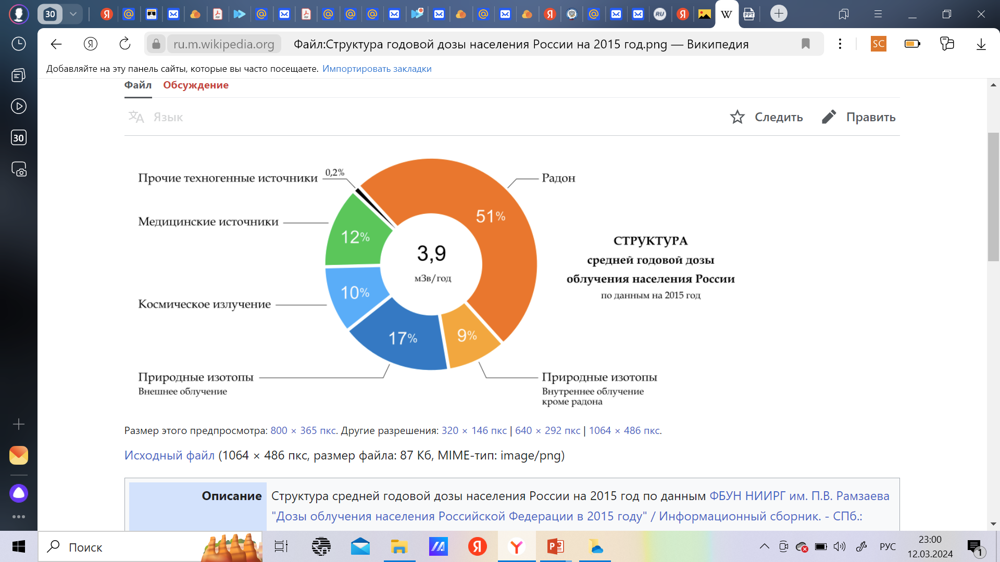 30
ru.m.wikipedia.org
Файл:Структура годовой дозы населения России на 2015 год.png — Википедия
SC
Добавляйте на эту панель сайты, которые вы часто посещаете. Импортировать закладки
Файл Обсуждение
Язык
Следить
Править
30
Прочие техногенные источники
0,2%
Радон
51%
Медицинские источники
12%
СТРУКТУРА
средней годовой дозы
облучения населения России
по данным на 2015 год
3,9
мЗв/год
Космическое излучение
10%
17%
9%
Природные изотопы
Внешнее облучение
Природные изотопы
Внутреннее облучение
кроме радона
Размер этого предпросмотра: 800 × 365 пкс. Другие разрешения: 320 × 146 пкс | 640 × 292 пкс | 1064 × 486 пкс.
Исходный файл (1064 × 486 пкс, размер файла: 87 Кб, MIME-тип: image/png)
Описание
Структура средней годовой дозы населения России на 2015 год по данным ФБУН НИИРГ им. П.В. Рамзаева
"Дозы облучения населения Российской Федерации в 2015 году" / Информационный сборник. - СПб.:
Поиск
РУС
23:00
12.03.2024
1